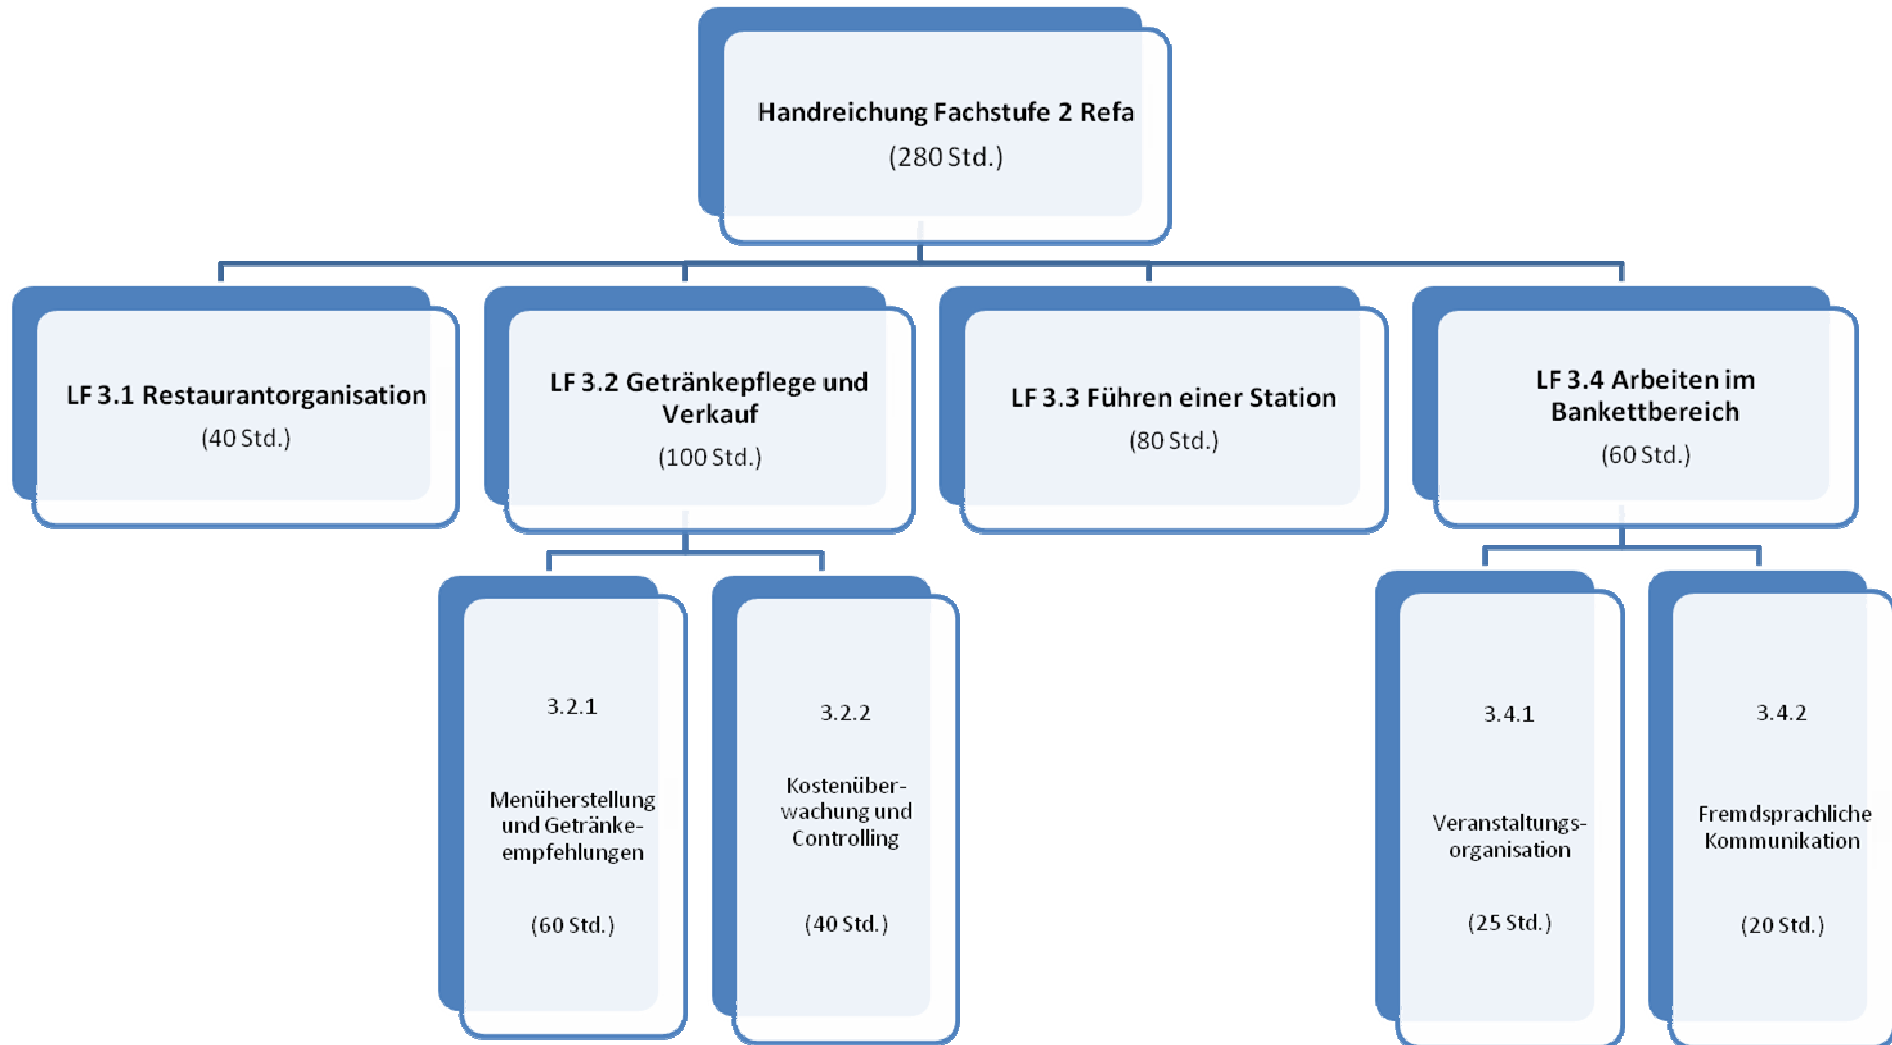 Handreichung Fachstufe 2 Refa
(280 Std.)
LF 3.1 Restaurantorganisation
(40 Std.)
LF 3.2 Getränkepflege und
Verkauf
(100 Std.)
LF 3.3 Führen einer Station
(80 Std.)
LF 3.4 Arbeiten im
Bankettbereich
(60 Std.)
3.2.1
Menüherstellung
und Getränke-
empfehlungen
(60 Std.)
3.2.2
Kostenüber-
wachung und
Controlling
(40 Std.)
3.4.1
Veranstaltungs-
organisation
(25 Std.)
3.4.2
Fremdsprachliche
Kommunikation
(20 Std.)